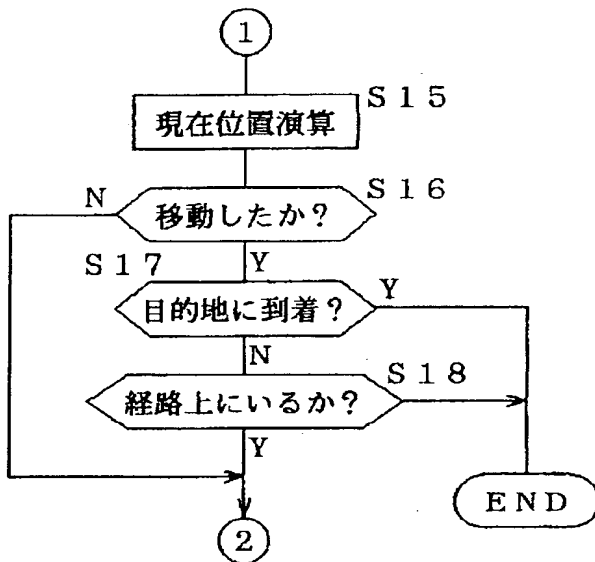 1
S15
現在位置演算
S16
N
移動したか?
Y
S17
目的地に到着?
Y
N
S18
経路上にいるか?
Y
END
2